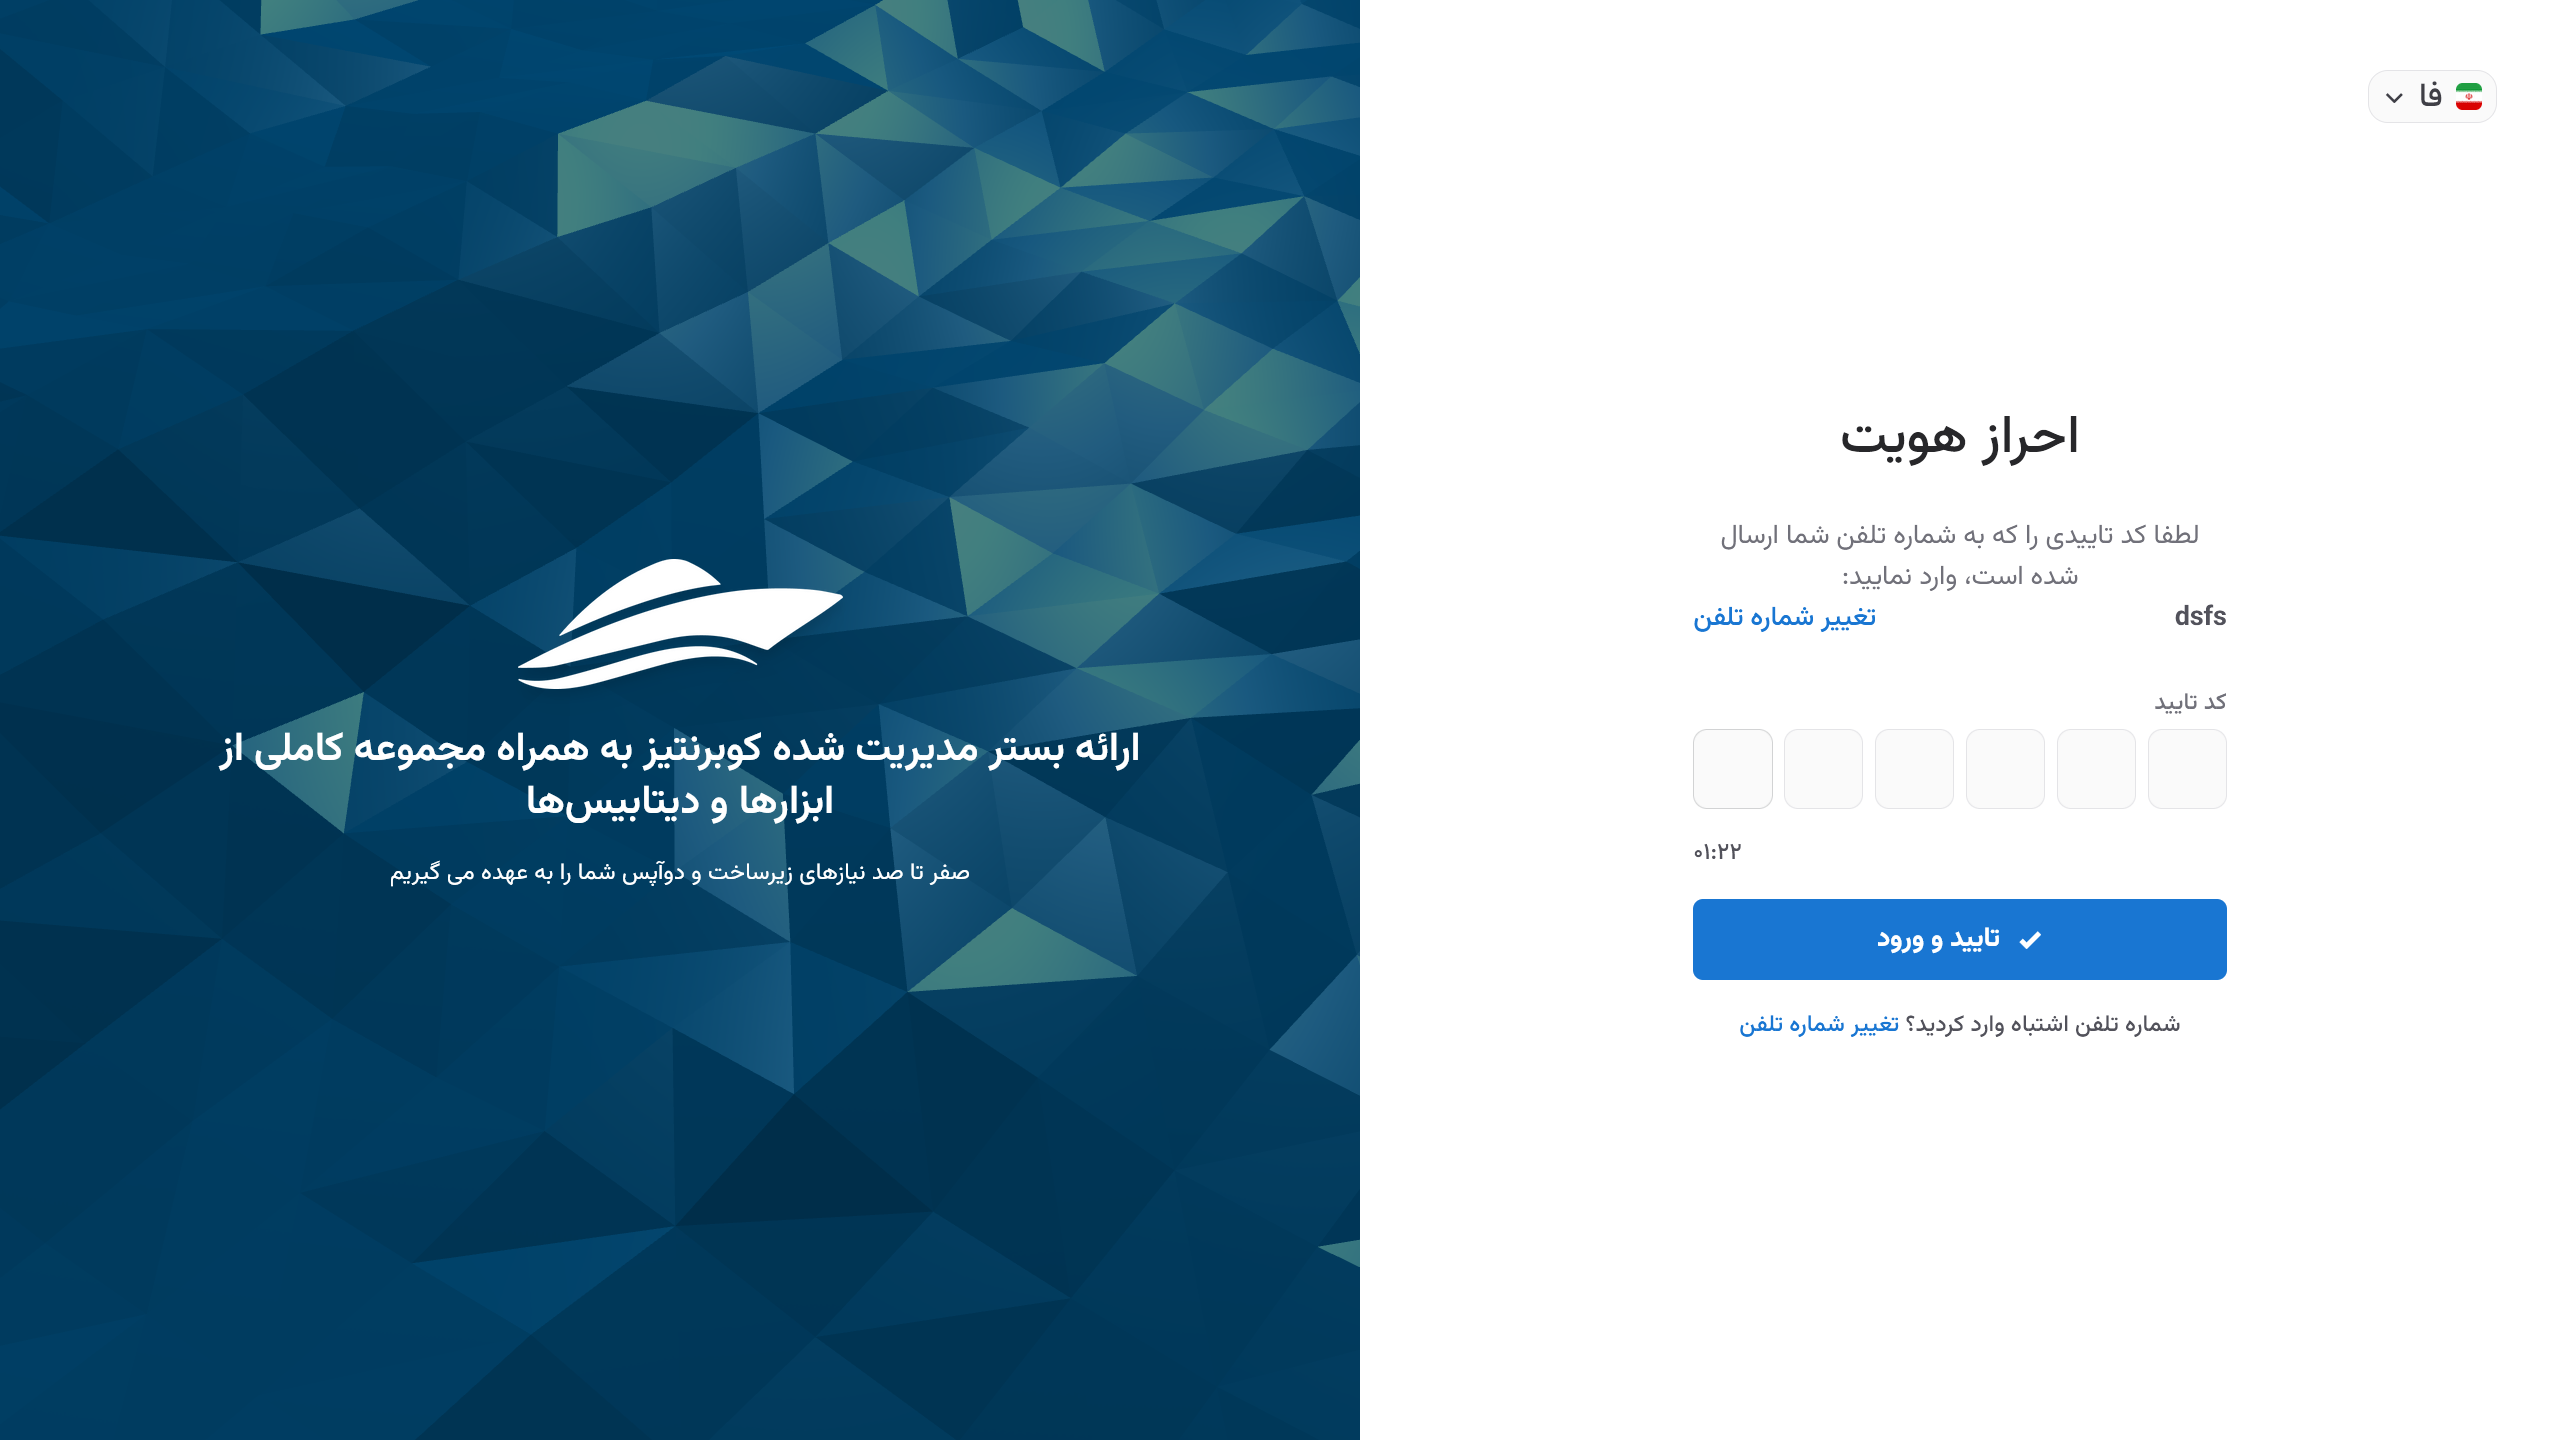 فا
احراز هویت
لطفا کد تاییدی را که به شماره تلفن شما ارسال
شده است، وارد نمایید:
dsfs
تغییر شماره تلفن
کد تایید
۰۱:۲۲
تایید و ورود
شماره تلفن اشتباه وارد کردید؟ تغییر شماره تلفن
ارائه بستر مدیریت شده کوبرنتیز به همراه مجموعه کاملی از
ابزارها و دیتابیس‌ها
صفر تا صد نیازهای زیرساخت و دوآپس شما را به عهده می گیریم